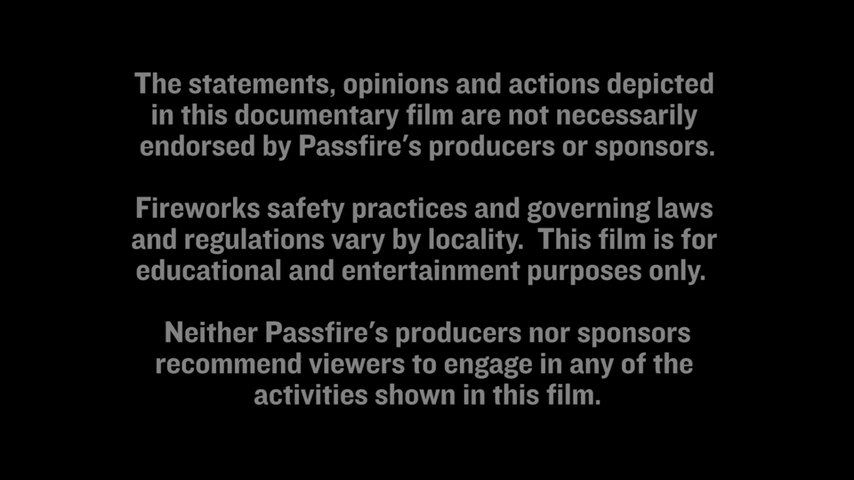 The statements, opinions and actions depicted
in this documentary film are not necessarily
endorsed by Passfire's producers or sponsors.
Fireworks safety practices and governing laws
and regulations vary by locality.  This film is for
educational and entertainment purposes only.
Neither Passfire's producers nor sponsors
recommend viewers to engage in any of the
activities shown in this film.